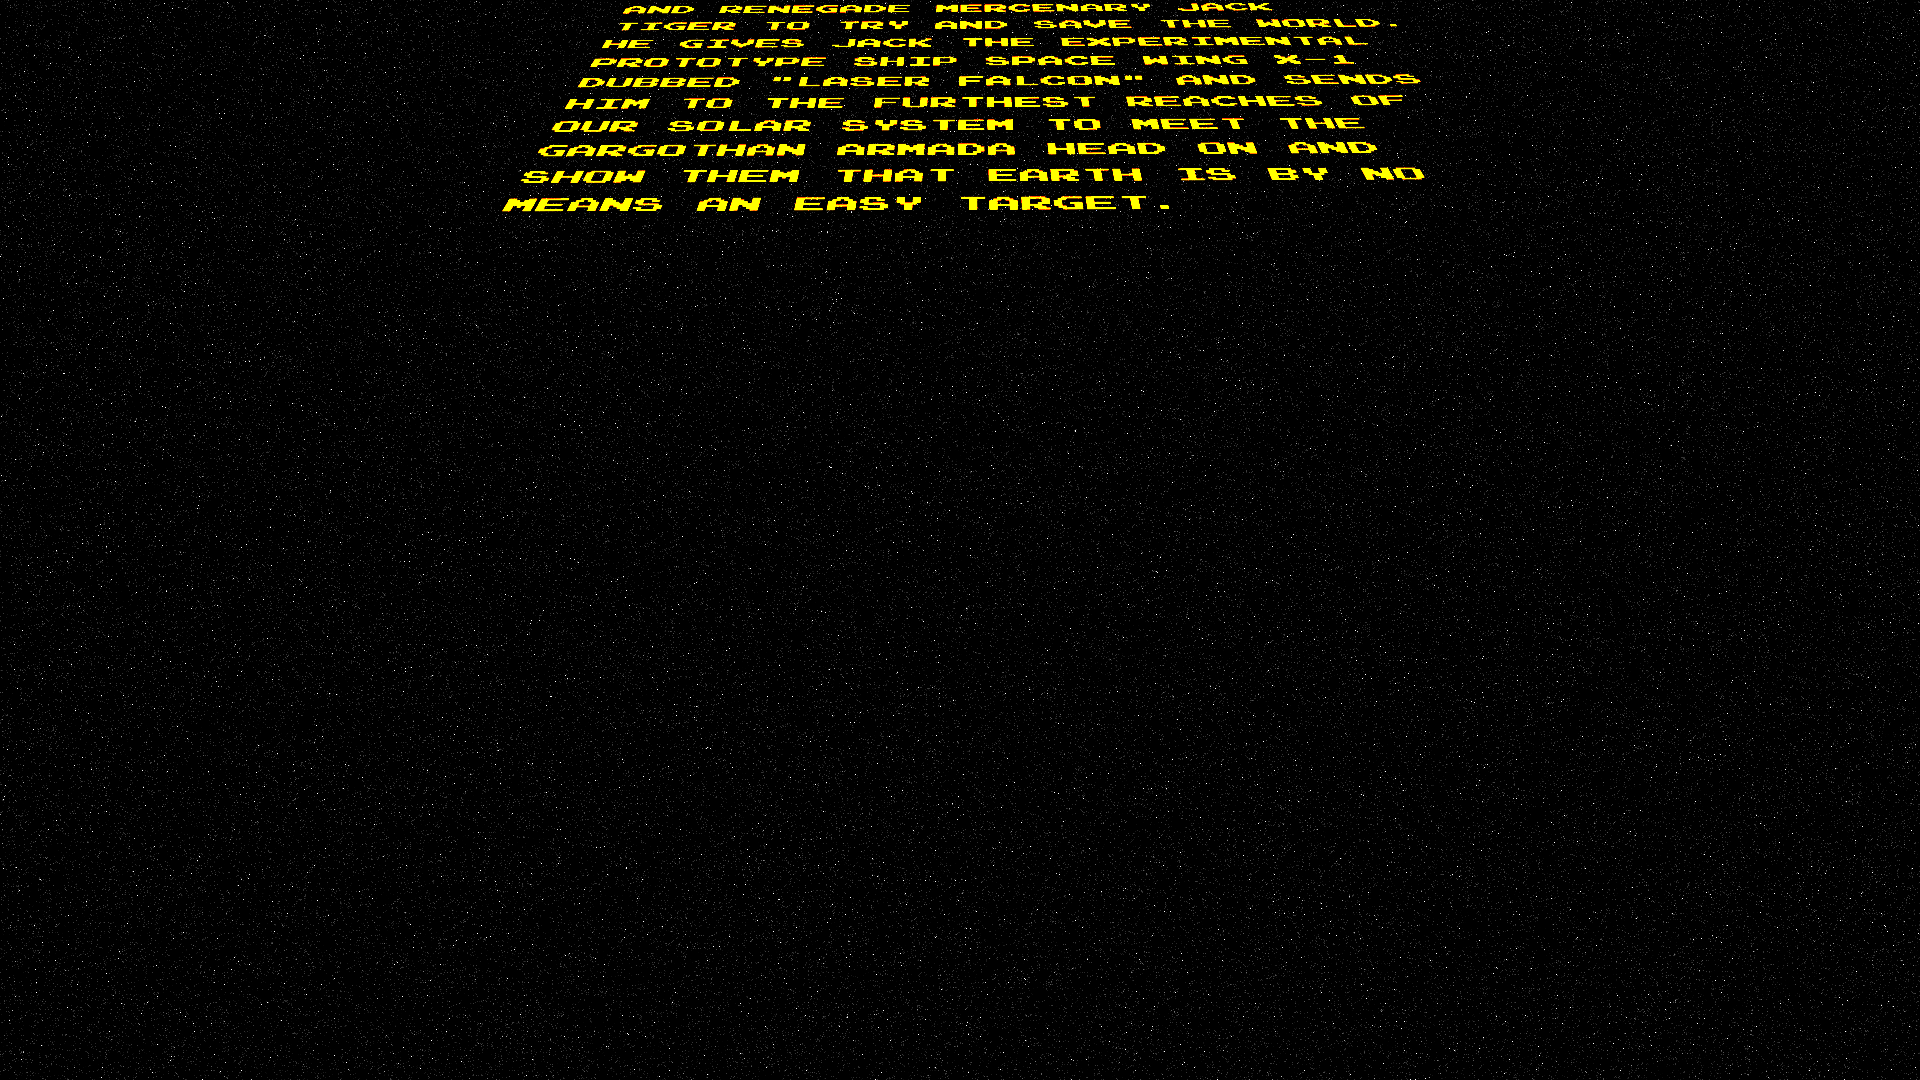 AND RENEGADE MERCENARY JACK
TIGER TO TRY AND SAVE THE WORLD.
HE GIVES JACK THE EXPERIMENTAL
PROTOTYPE SHIP SPACE WING X-1
DUBBED "LASER FALCON" AND SENDS
HIM TO THE FURTHEST REACHES OF
OUR SOLAR SYSTEM TO MEET THE
GARGOTHAN ARMADA HEAD ON AND
SHOW THEM THAT EARTH IS BY NO
MEANS AN EASY TARGET.